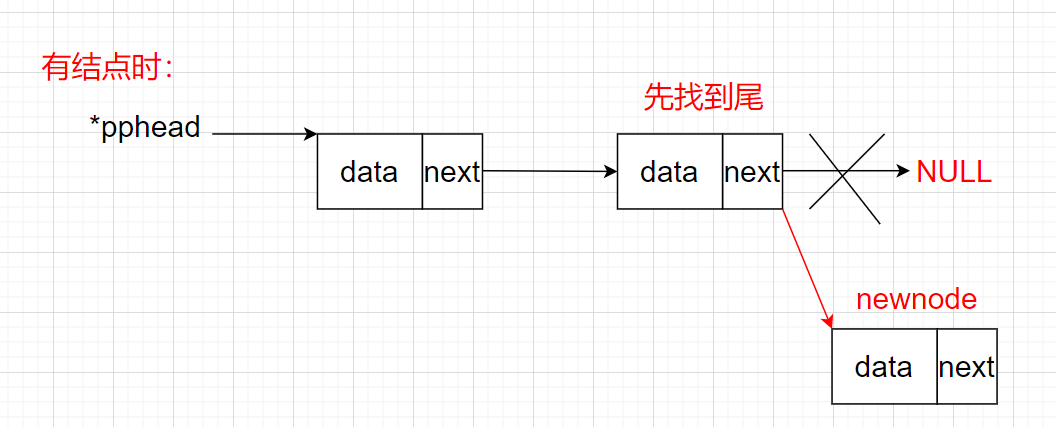 有结点时：
先找到尾
*pphead
data next
data next
NULL
newnode
data next